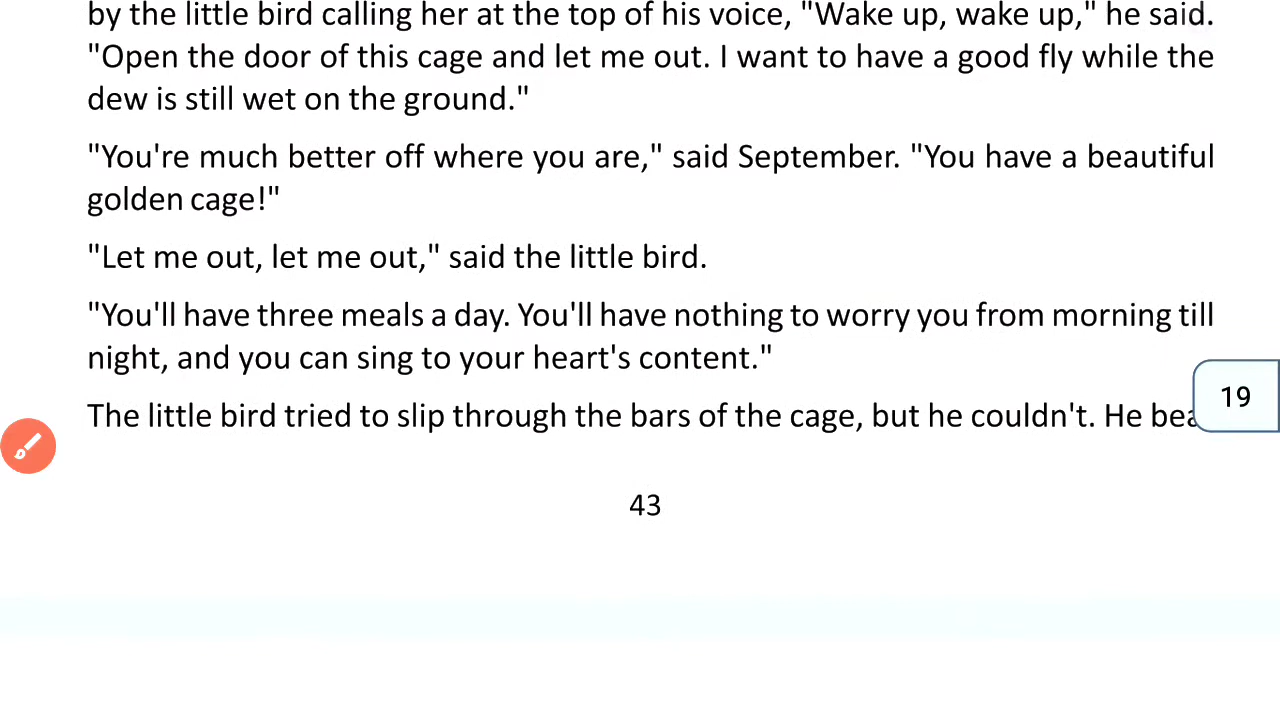 by the little bird calling her at the top of his voice, "Wake up, wake up," he said.
"Open the door of this cage and let me out. I want to have a good fly while the
dew is still wet on the ground."
"You're much better off where you are," said September. "You have a beautiful
golden cage!"
"Let me out, let me out," said the little bird.
"You'll have three meals a day. You'll have nothing to worry you from morning till
night, and you can sing to your heart's content."
The little bird tried to slip through the bars of the cage, but he couldn't. He
19
43